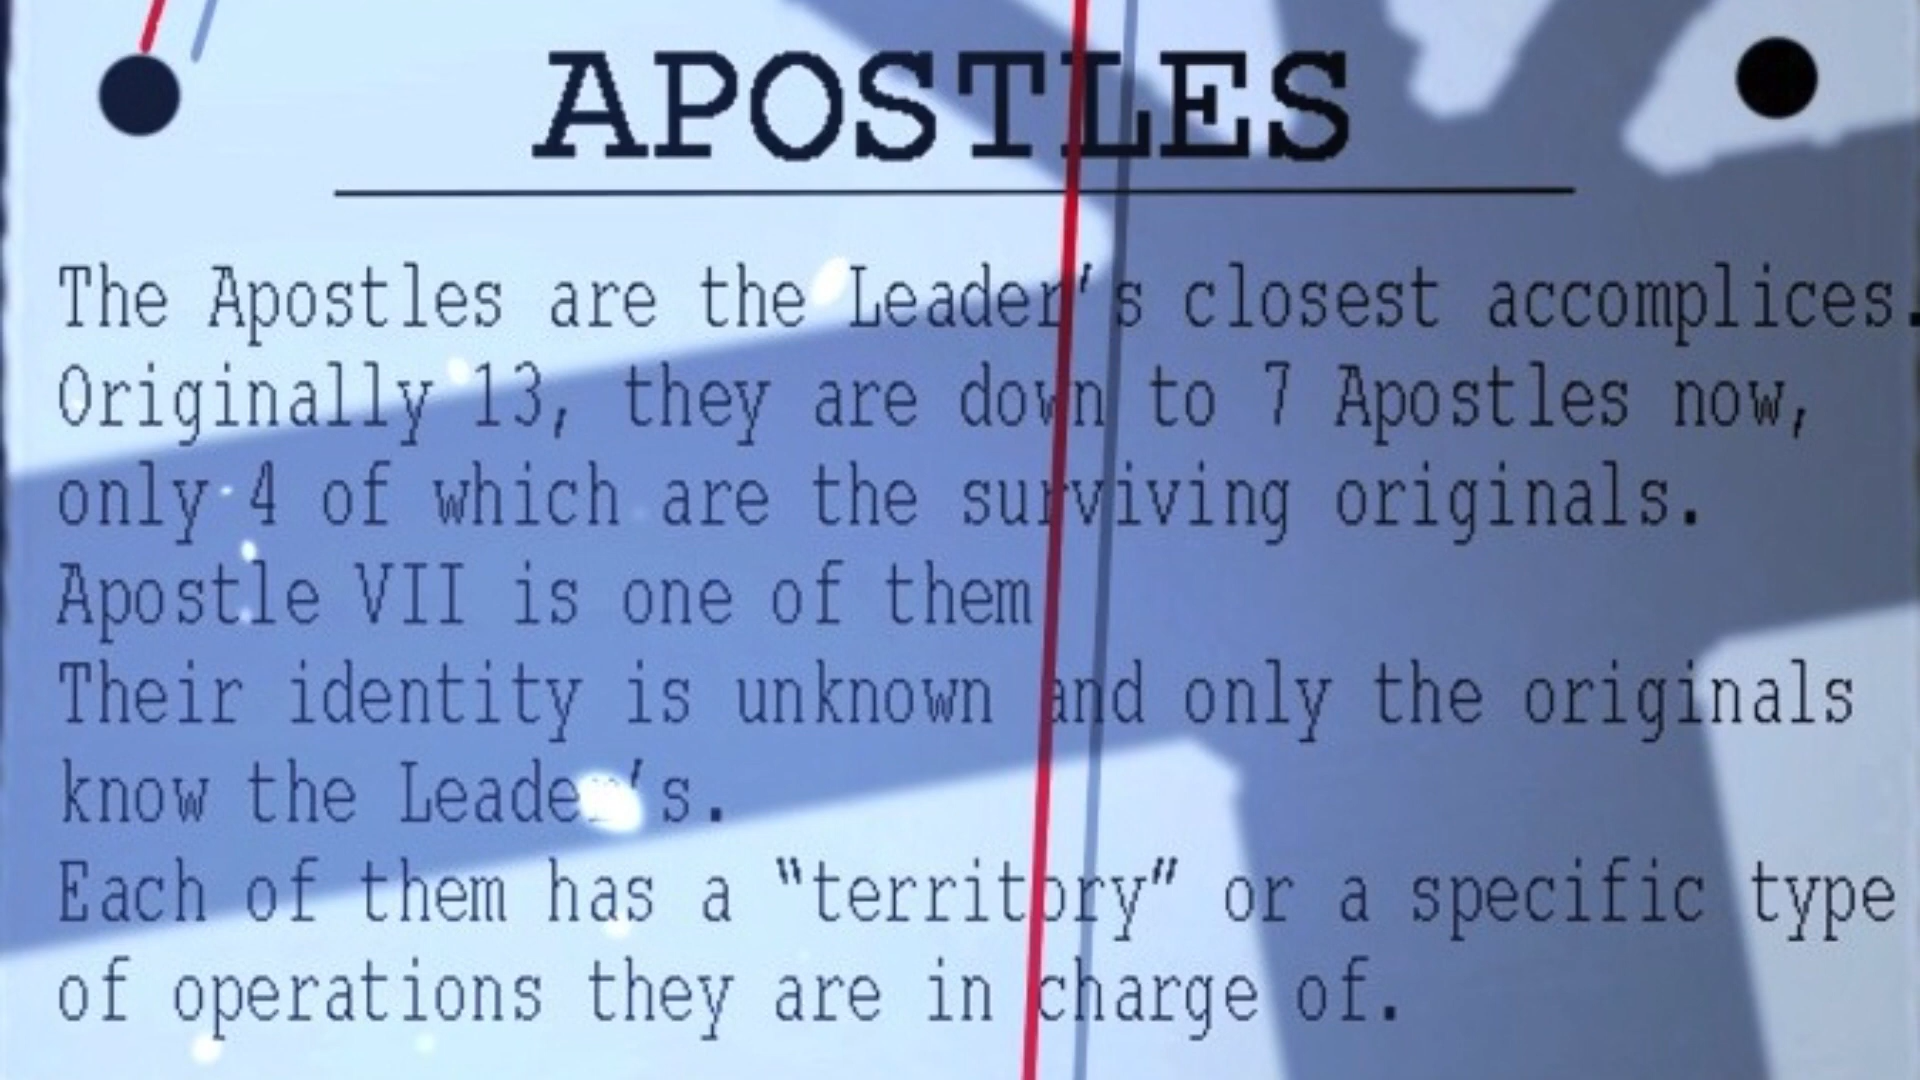 APOSTLES
The Apostles are the Leader's closest accomplices.
Originally 13, they are down to 7 Apostles now,
only 4 of which are the surviving originals.
Apostle VII is one of them
Their identity is unknown and only the originals
know the Leader's.
Each of them has a "territory" or a specific type
of operations they are in charge of.